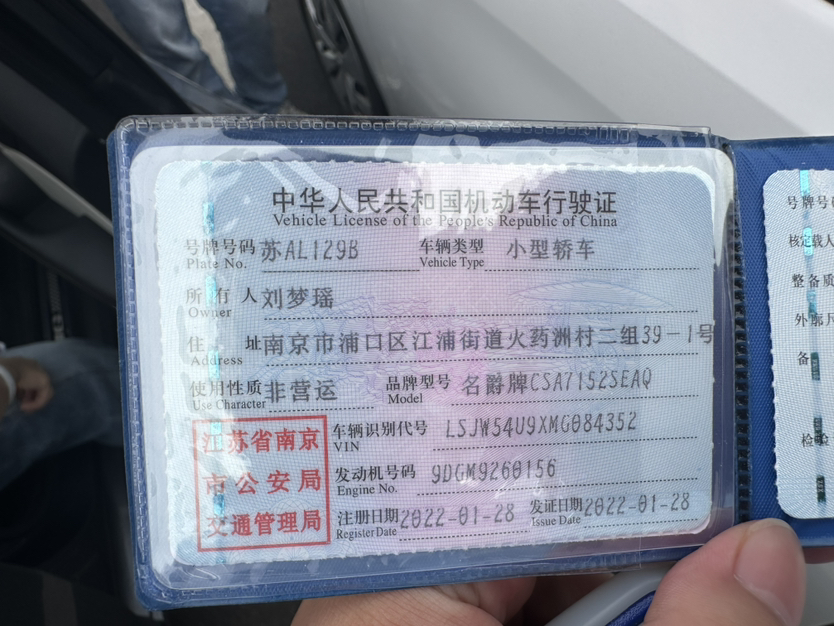 中华人民共和国机动车行驶证
Vehicle License of the People's Republic of China
号牌号码 苏AL129B 车辆类型 小型轿车
Plate No. Vehicle Type
所有人 刘梦瑶
Owner
住址 南京市浦口区江浦街道火药洲村二组39-1号
Address
使用性质 非营运 品牌型号 名爵牌CSA7152SEAQ
Use Character Model
江苏省南京
市公安局
交通管理局
车辆识别代号 LSJW54U9XMG084352
VIN
发动机号码 9DGM9260156
Engine No.
注册日期 2022-01-28 发证日期 2022-01-28
Register Date Issue Date
号牌号
核定载人
整备质
外廓尺
备
检验